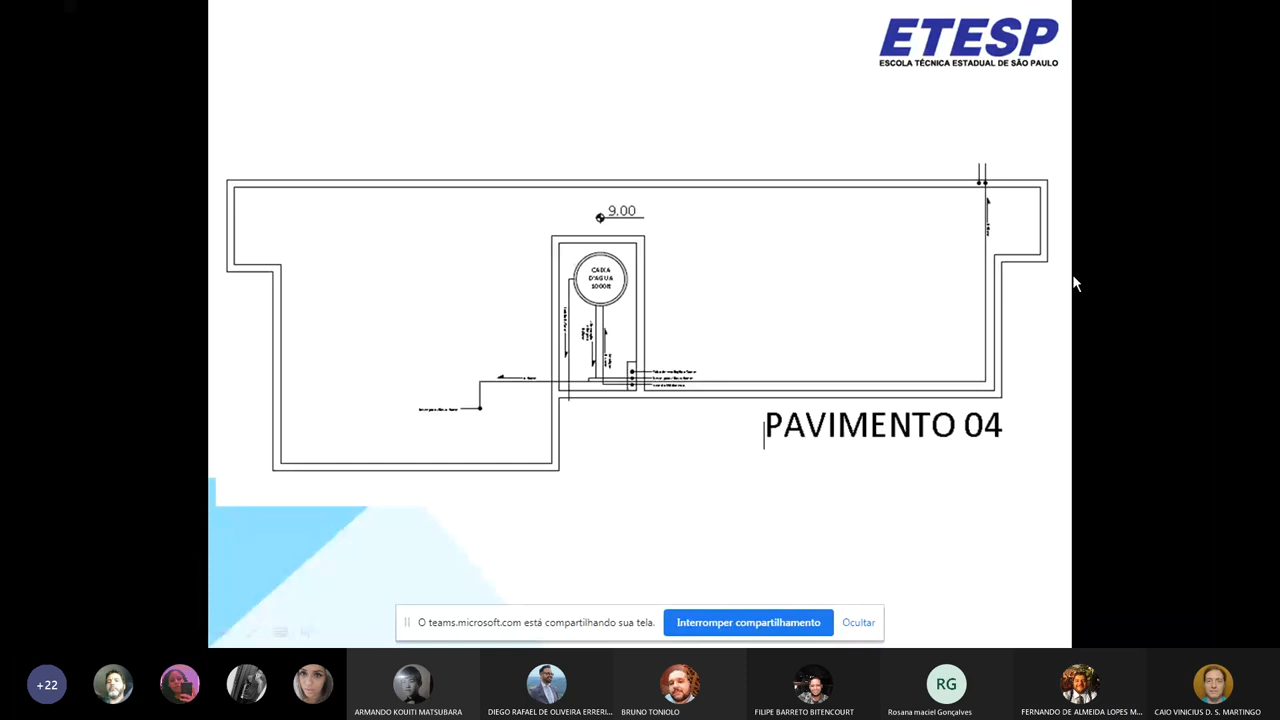 ETESP
ESCOLA TÉCNICA ESTADUAL DE SÃO PAULO
9.00
CAIXA
D'AGUA
1000lt
PAVIMENTO 04
O teams.microsoft.com está compartilhando sua tela.
Interromper compartilhamento
Ocultar
+22
RG
ARMANDO KOUITI MATSUBARA
DIEGO RAFAEL DE OLIVEIRA ERRERI...
BRUNO TONIOLO
FILIPE BARRETO BITENCOURT
Rosana maciel Gonçalves
FERNANDO DE ALMEIDA LOPES M...
CAIO VINICIUS D. S. MARTINGO